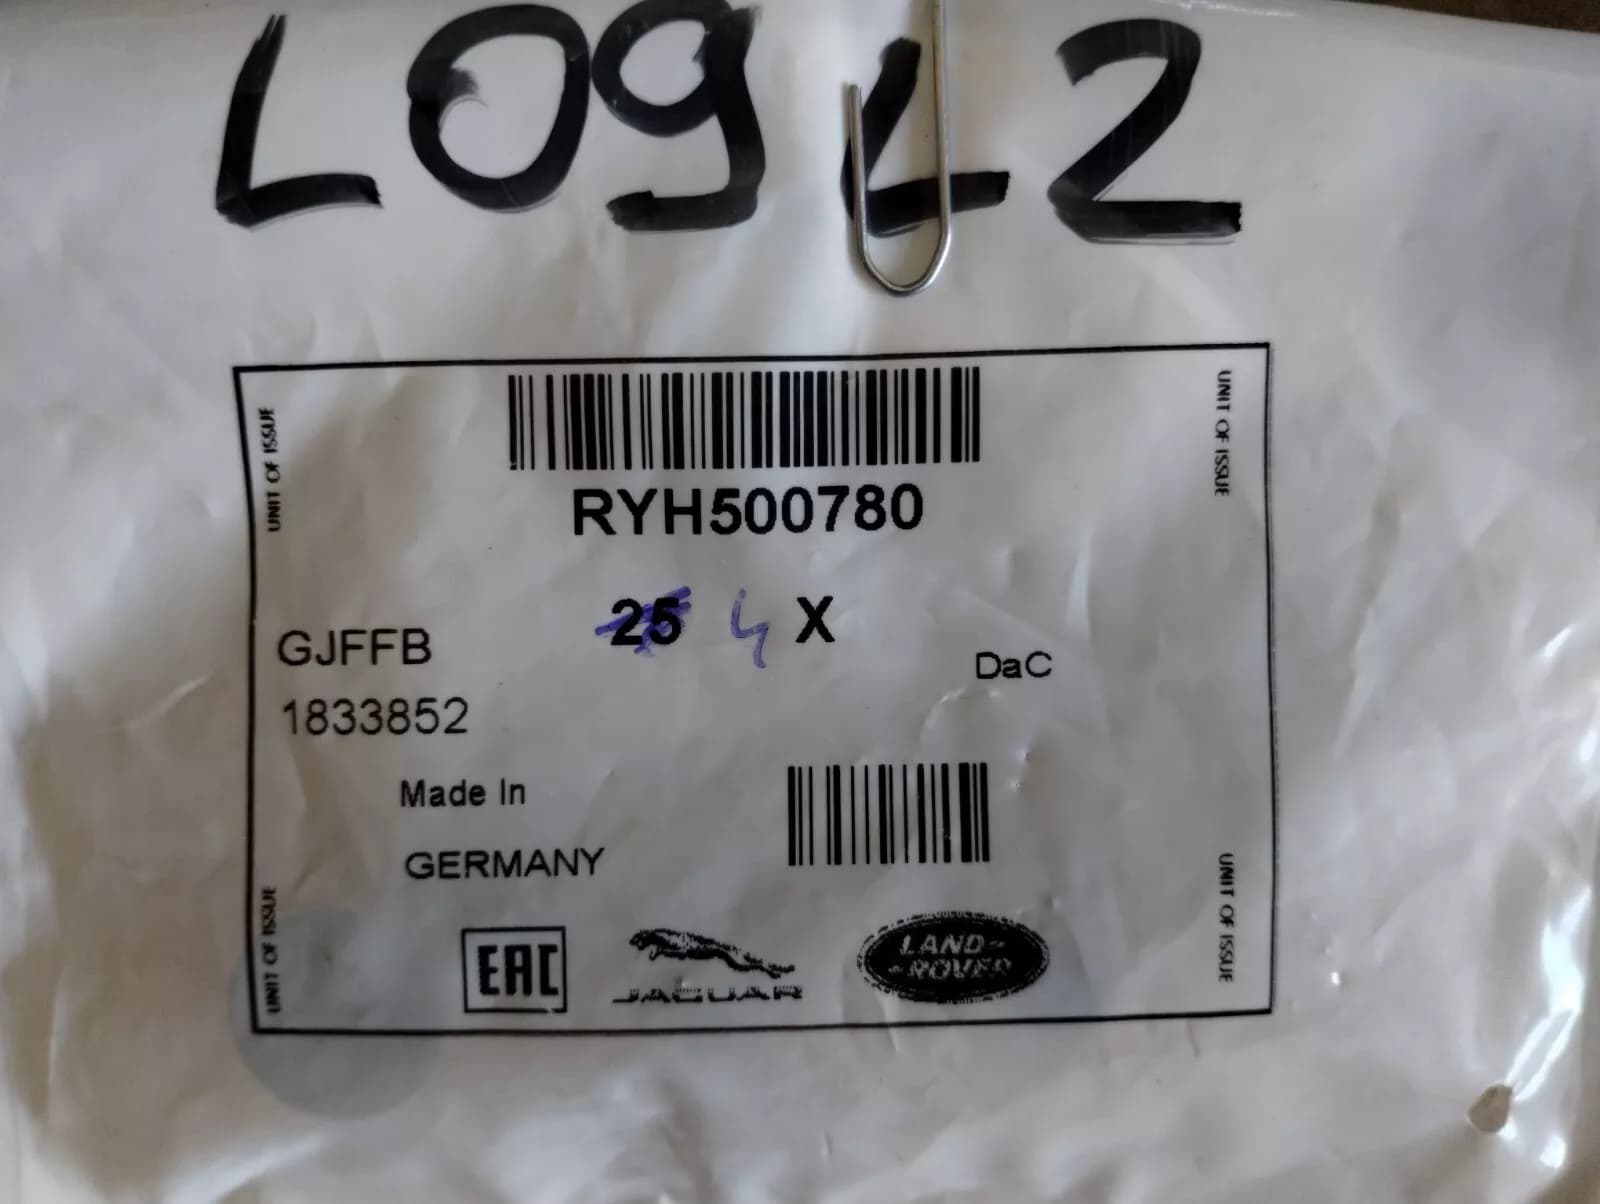 L09L2
UNIT OF ISSUE
UNIT OF ISSUE
RYH500780
25 4 X
GJFFB
DaC
1833852
Made In
GERMANY
UNIT OF ISSUE
UNIT OF ISSUE
EAC
JAGUAR
LAND-
-ROVER